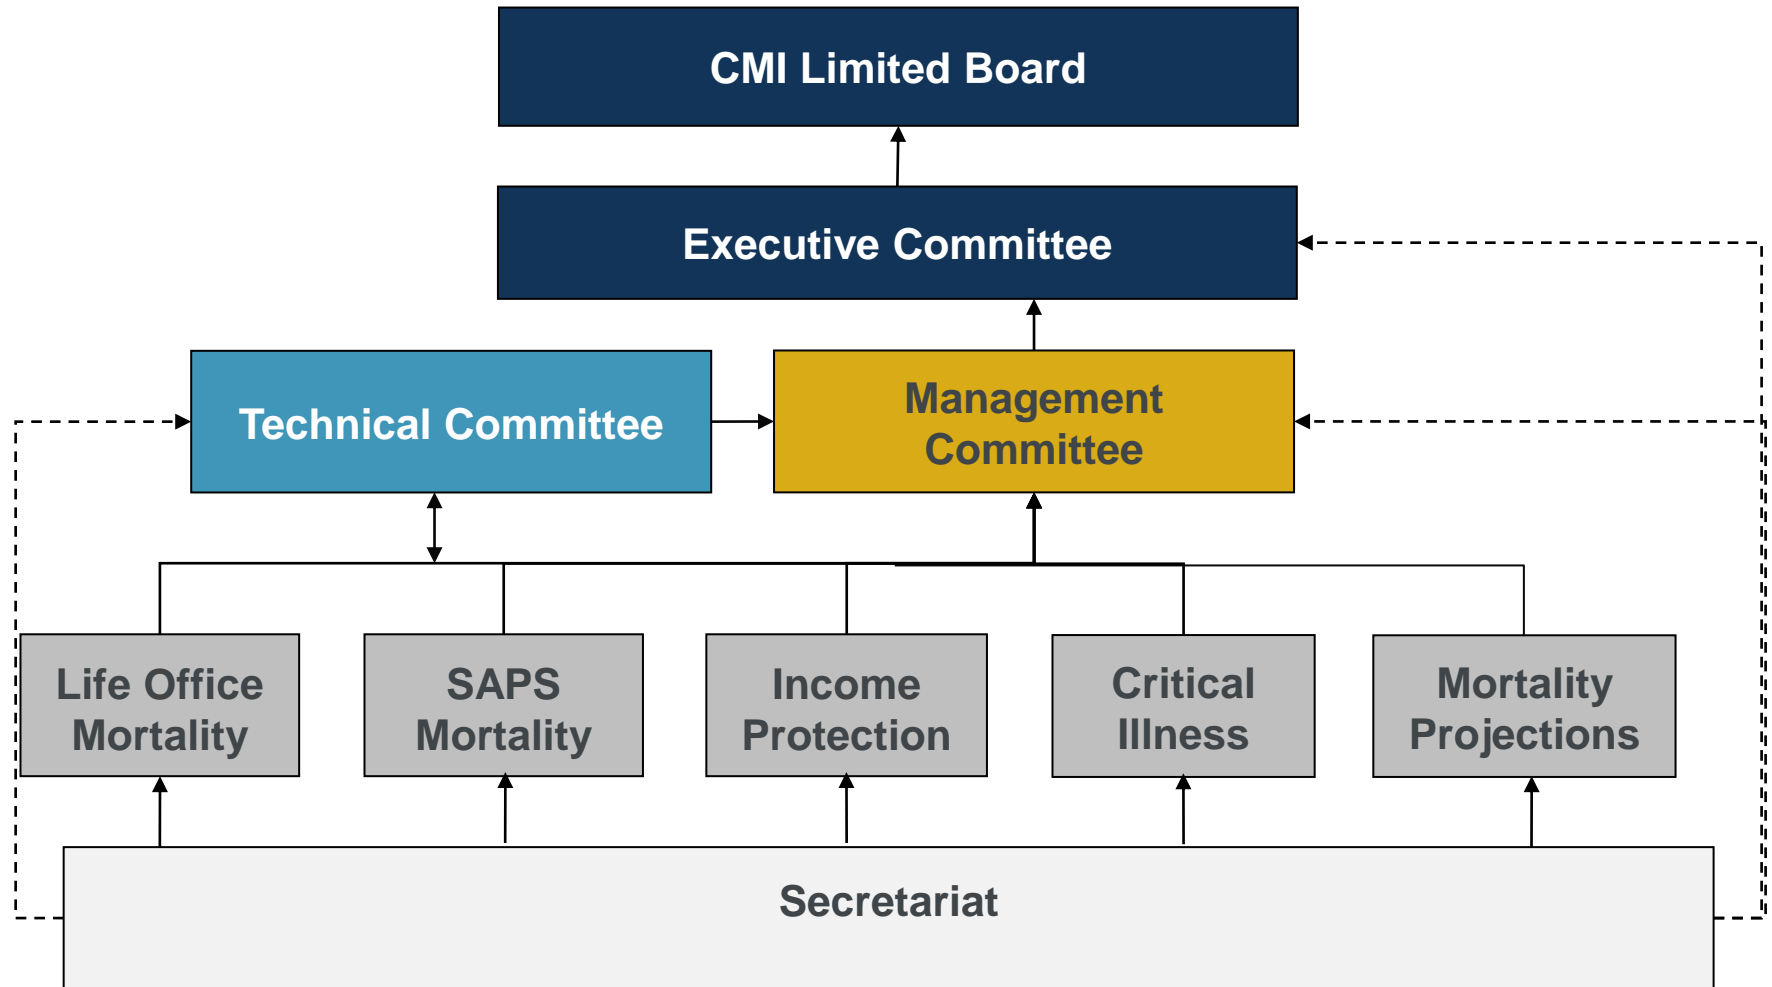 CMI Limited Board
Executive Committee
Technical Committee
Management
Committee
Life Office
Mortality
SAPS
Mortality
Income
Protection
Critical
Illness
Mortality
Projections
Secretariat